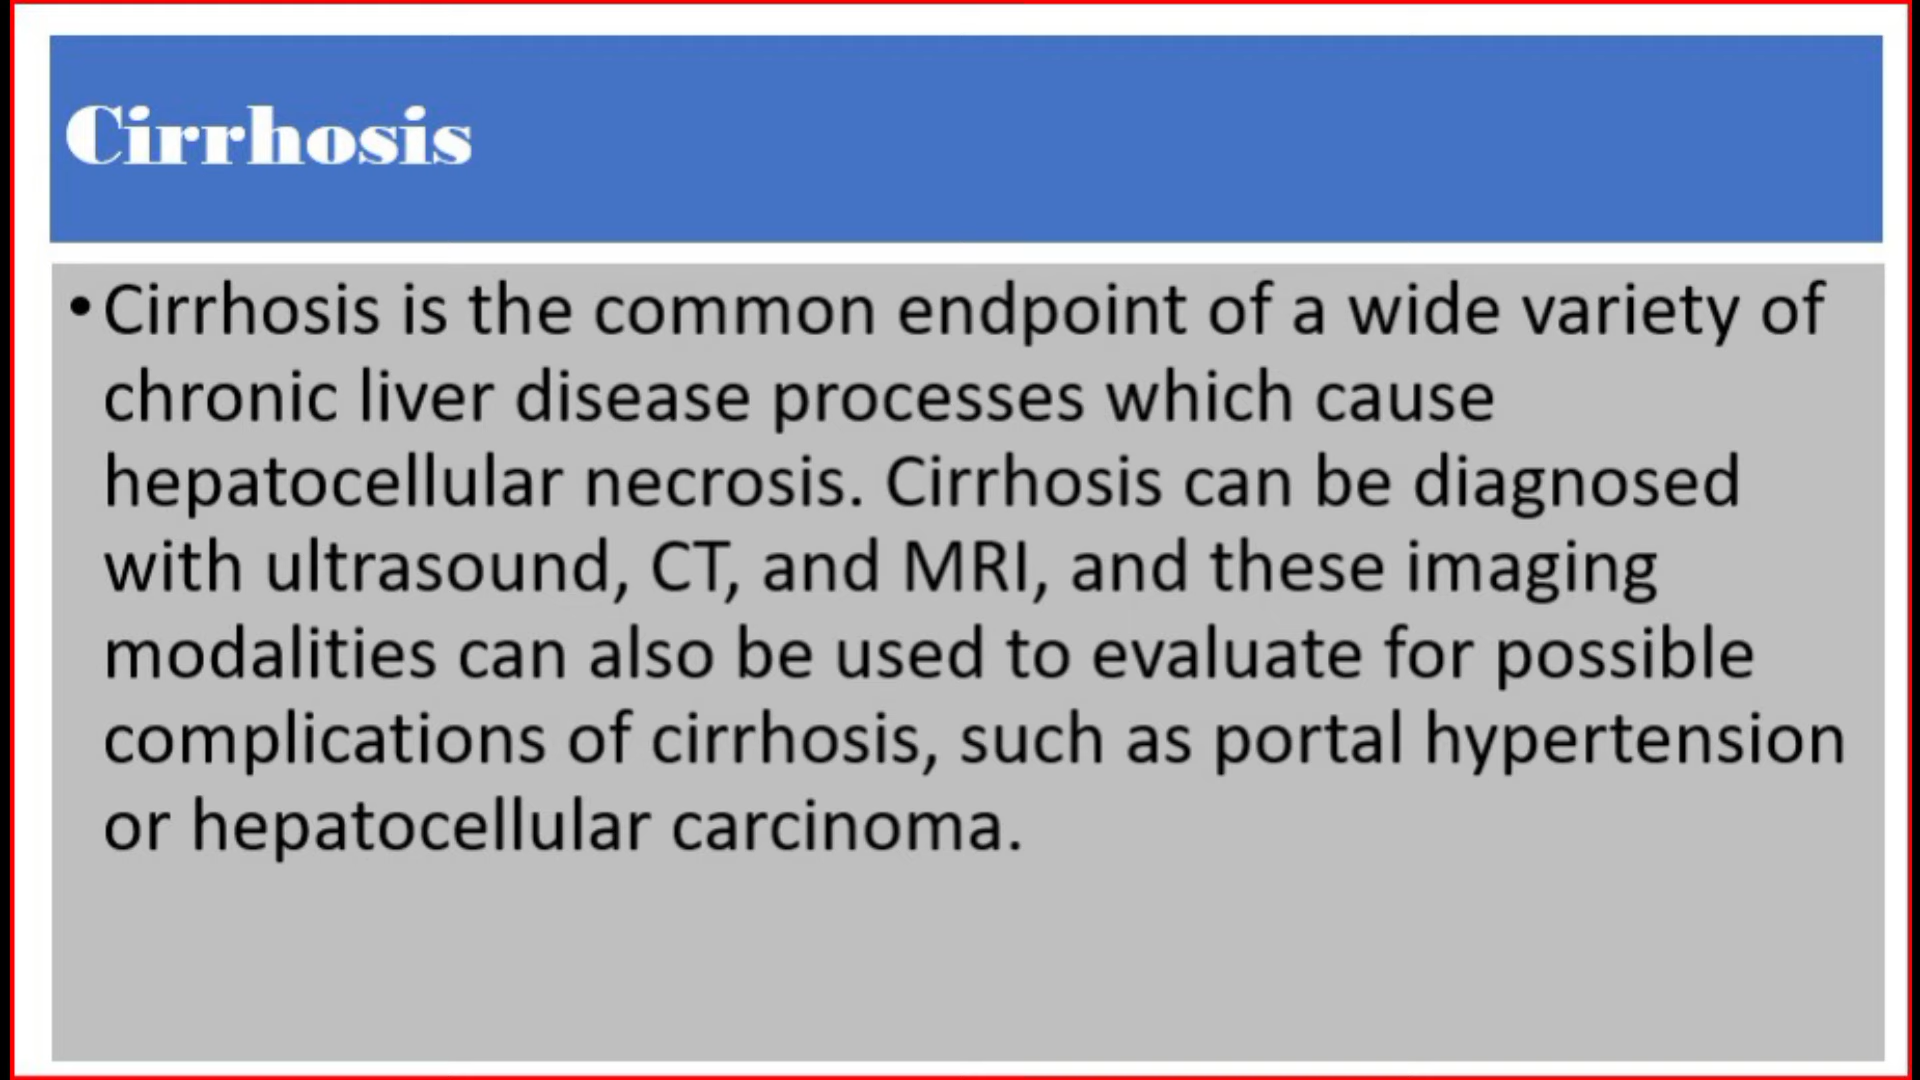 Cirrhosis
•Cirrhosis is the common endpoint of a wide variety of
chronic liver disease processes which cause
hepatocellular necrosis. Cirrhosis can be diagnosed
with ultrasound, CT, and MRI, and these imaging
modalities can also be used to evaluate for possible
complications of cirrhosis, such as portal hypertension
or hepatocellular carcinoma.